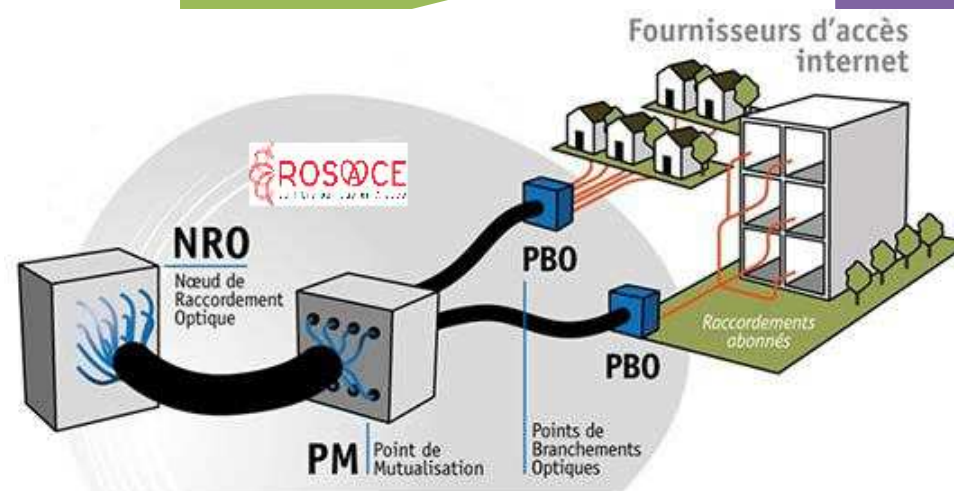 Fournisseurs d'accès
internet
ROSACE
NRO
Nœud de
Raccordement
Optique
PBO
PBO
Raccordements
abonnés
PM
Point de
Mutualisation
Points de
Branchements
Optiques